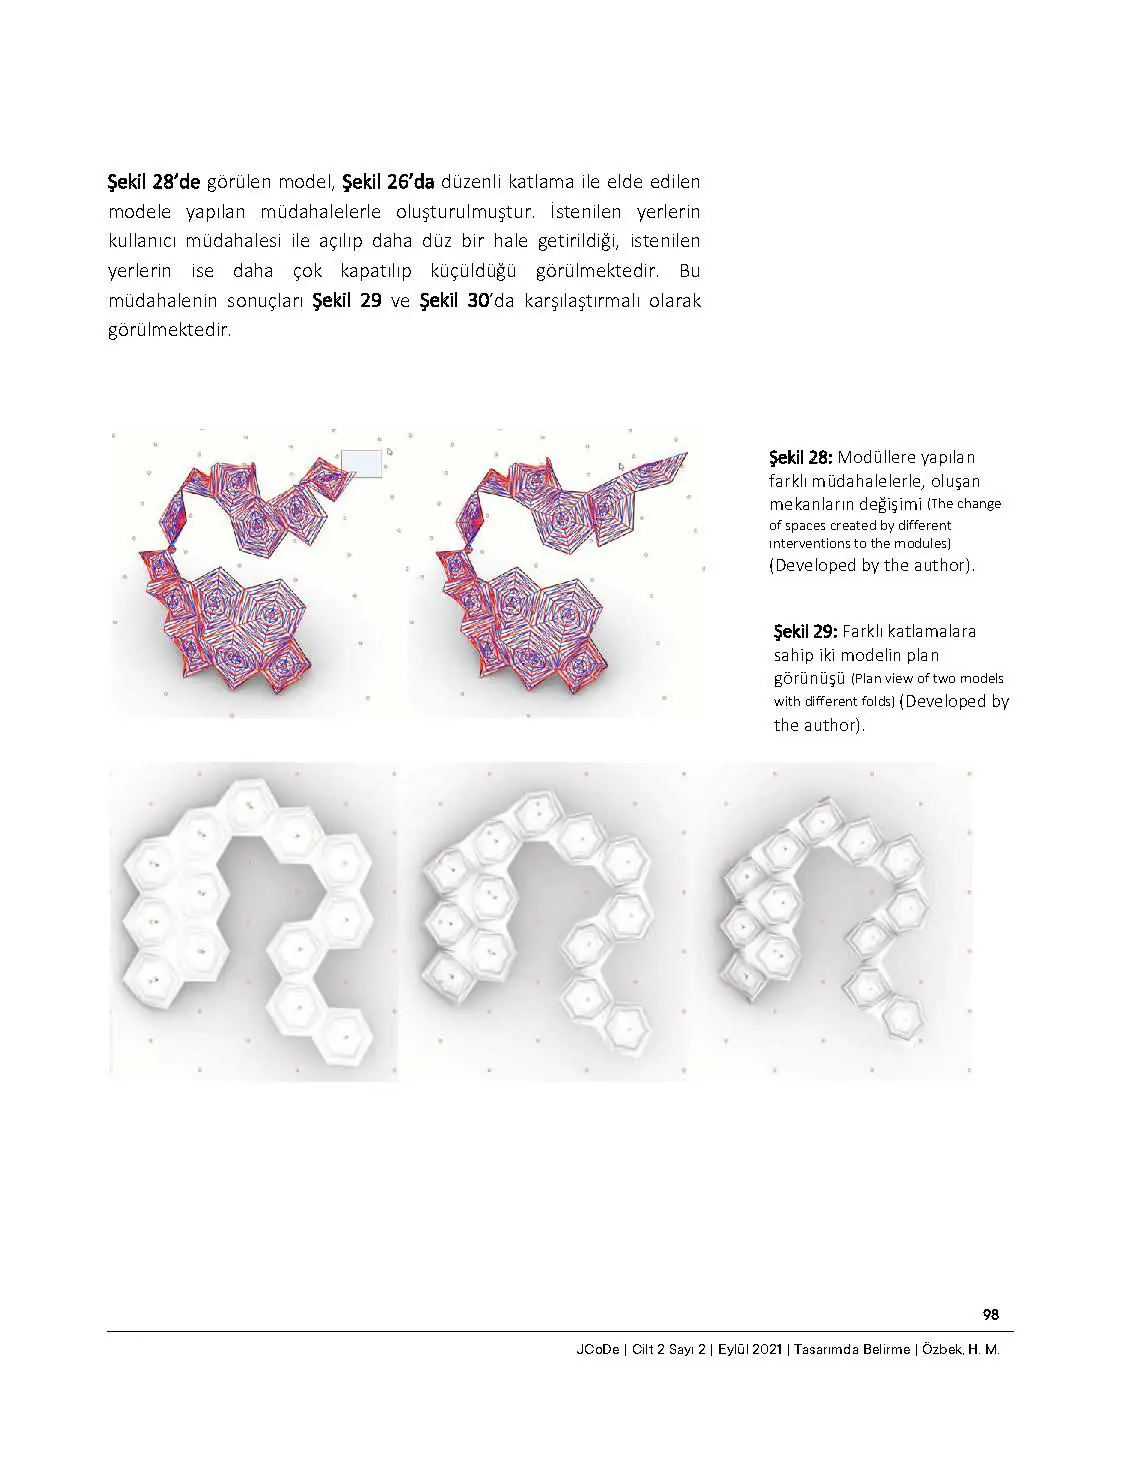 Şekil 28’de görülen model, Şekil 26’da düzenli katlama ile elde edilen
modele yapılan müdahalelerle oluşturulmuştur. İstenilen yerlerin
kullanıcı müdahalesi ile açılıp daha düz bir hale getirildiği, istenilen
yerlerin ise daha çok kapatılıp küçüldüğü görülmektedir. Bu
müdahalenin sonuçları Şekil 29 ve Şekil 30’da karşılaştırmalı olarak
görülmektedir.
Şekil 28: Modüllere yapılan
farklı müdahalelerle, oluşan
mekanların değişimi (The change
of spaces created by different
ınterventions to the modules)
(Developed by the author).
Şekil 29: Farklı katlamalara
sahip iki modelin plan
görünüşü (Plan view of two models
with different folds) (Developed by
the author).
98
JCoDe | Cilt 2 Sayı 2 | Eylül 2021 | Tasarımda Belirme | Özbek, H. M.